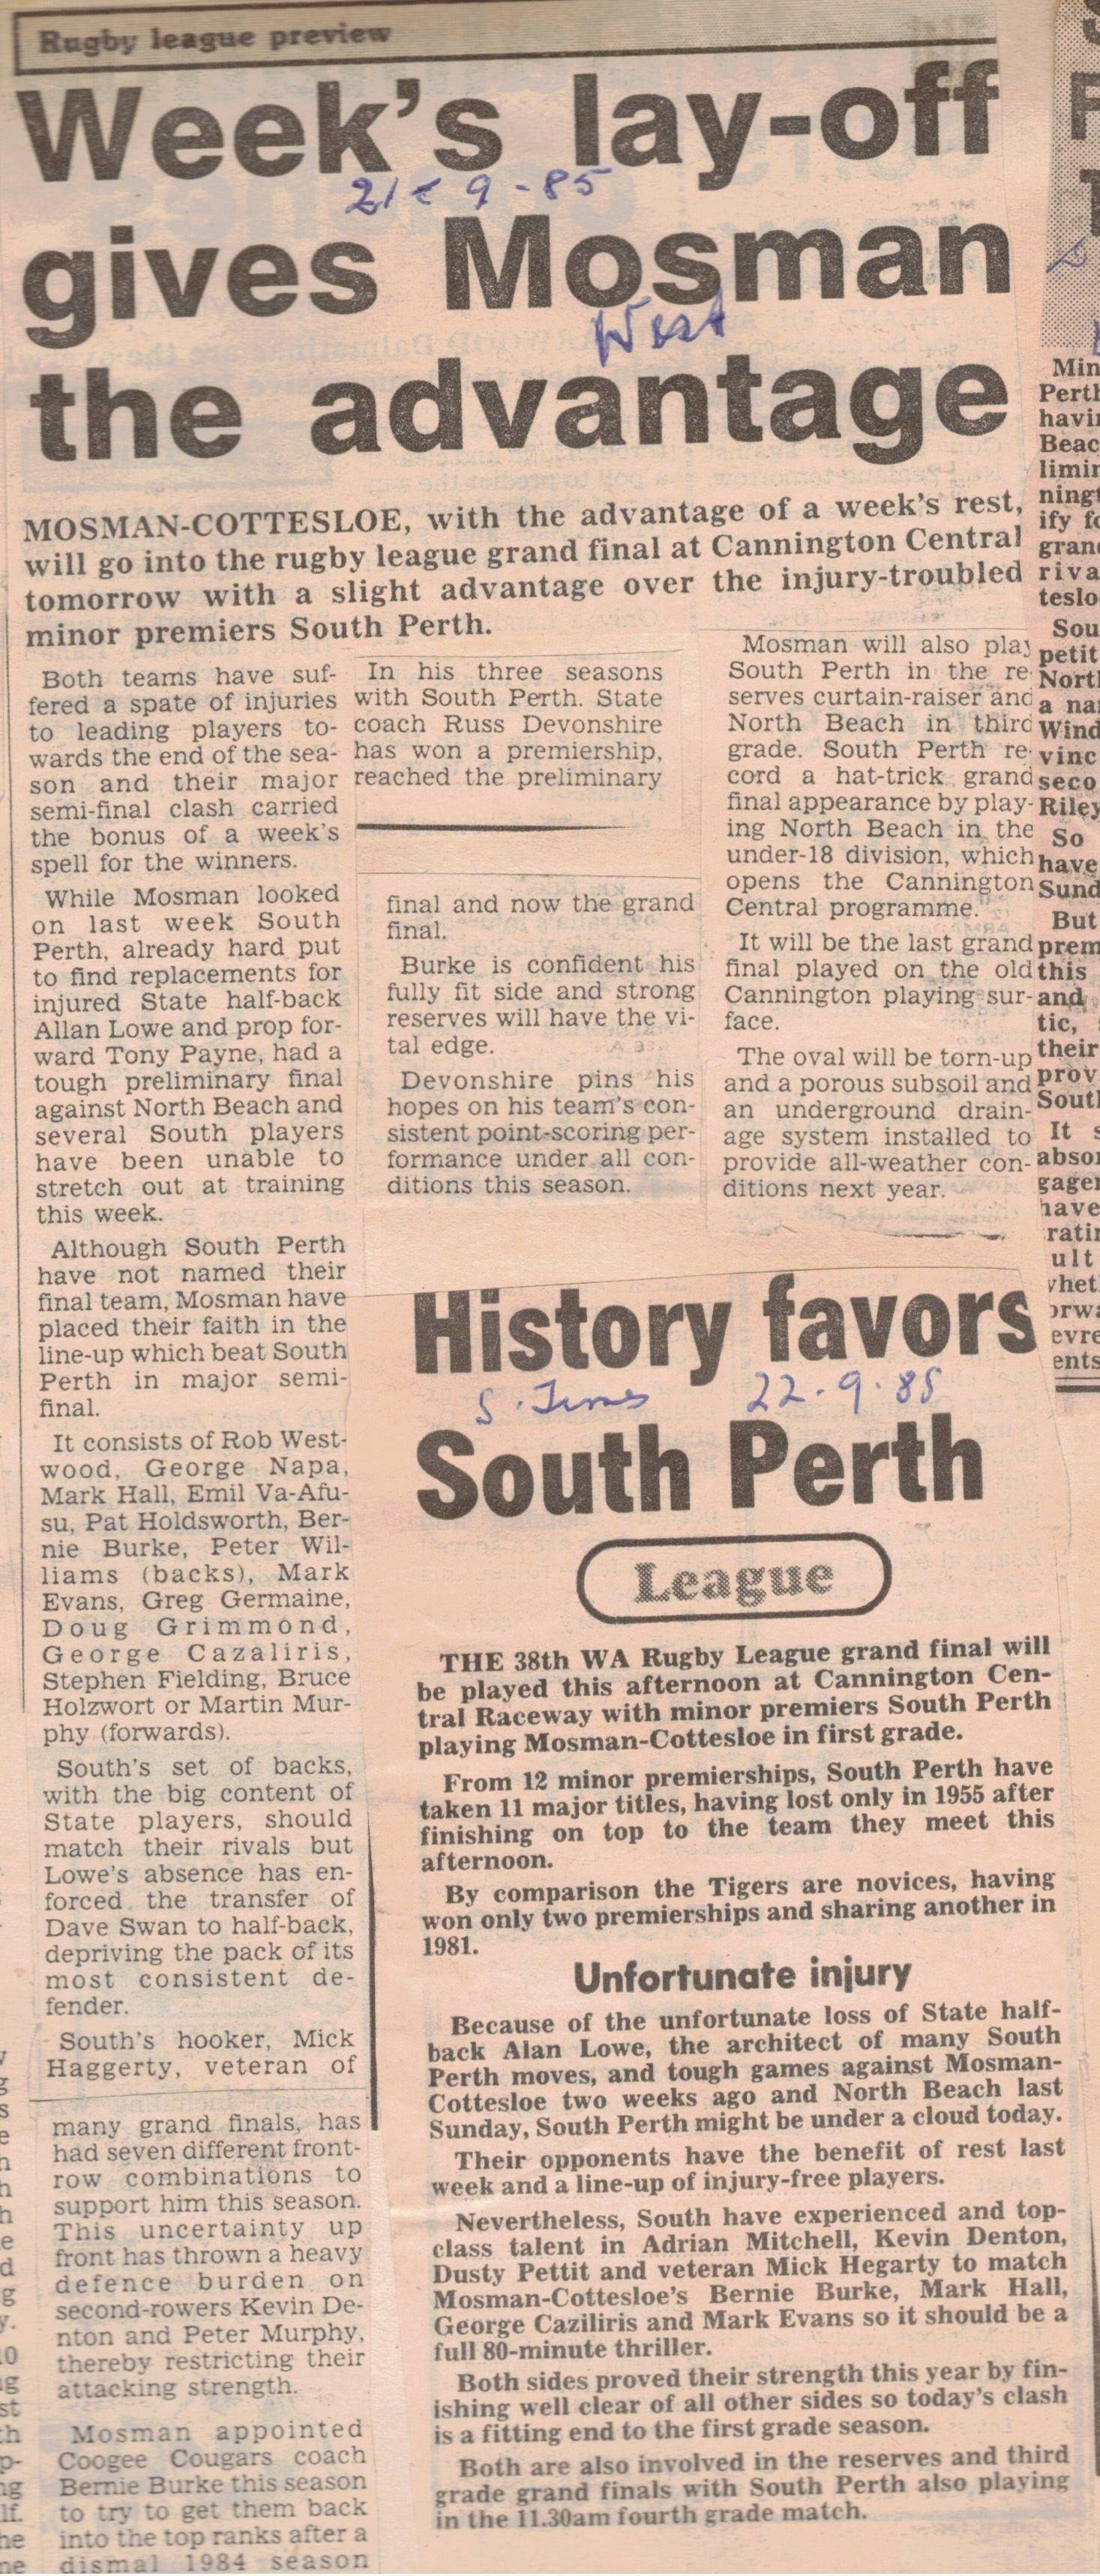 Rugby league preview
Week's lay-off
21 9-85
gives Mosman
West
the advantage
MOSMAN-COTTESLOE, with the advantage of a week's rest,
will go into the rugby league grand final at Cannington Central
tomorrow with a slight advantage over the injury-troubled
minor premiers South Perth.
Both teams have suf-
fered a spate of injuries
to leading players to-
wards the end of the sea-
son and their major
semi-final clash carried
the bonus of a week's
spell for the winners.
While Mosman looked
on last week South
Perth, already hard put
to find replacements for
injured State half-back
Allan Lowe and prop for-
ward Tony Payne, had a
tough preliminary final
against North Beach and
several South players
have been unable to
stretch out at training
this week.
Although South Perth
have not named their
final team, Mosman have
placed their faith in the
line-up which beat South
Perth in major semi-
final.
It consists of Rob West-
wood, George Napa,
Mark Hall, Emil Va-Afu-
su, Pat Holdsworth, Ber-
nie Burke, Peter Wil-
liams (backs), Mark
Evans, Greg Germaine,
Doug Grimmond,
George Cazaliris,
Stephen Fielding, Bruce
Holzwort or Martin Mur-
phy (forwards).
South's set of backs,
with the big content of
State players, should
match their rivals but
Lowe's absence has en-
forced the transfer of
Dave Swan to half-back,
depriving the pack of its
most consistent de-
fender.
South's hooker, Mick
Haggerty, veteran of
many grand finals, has
had seven different front-
row combinations to
support him this season.
This uncertainty up
front has thrown a heavy
defence burden on
second-rowers Kevin De-
nton and Peter Murphy,
thereby restricting their
attacking strength.
Mosman appointed
Coogee Cougars coach
Bernie Burke this season
to try to get them back
into the top ranks after a
dismal 1984 season
In his three seasons
with South Perth. State
coach Russ Devonshire
has won a premiership,
reached the preliminary
final and now the grand
final.
Burke is confident his
fully fit side and strong
reserves will have the vi-
tal edge.
Devonshire pins his
hopes on his team's con-
sistent point-scoring per-
formance under all con-
ditions this season.
Mosman will also play
South Perth in the re-
serves curtain-raiser and
North Beach in third
grade. South Perth re-
cord a hat-trick grand
final appearance by play-
ing North Beach in the
under-18 division, which
opens the Cannington
Central programme.
It will be the last grand
final played on the old
Cannington playing sur-
face.
The oval will be torn-up
and a porous subsoil and
an underground drain-
age system installed to
provide all-weather con-
ditions next year.
History favors
S. Times 22.9.85
South Perth
League
THE 38th WA Rugby League grand final will
be played this afternoon at Cannington Cen-
tral Raceway with minor premiers South Perth
playing Mosman-Cottesloe in first grade.
From 12 minor premierships, South Perth have
taken 11 major titles, having lost only in 1955 after
finishing on top to the team they meet this
afternoon.
By comparison the Tigers are novices, having
won only two premierships and sharing another in
1981.
Unfortunate injury
Because of the unfortunate loss of State half-
back Alan Lowe, the architect of many South
Perth moves, and tough games against Mosman-
Cottesloe two weeks ago and North Beach last
Sunday, South Perth might be under a cloud today.
Their opponents have the benefit of rest last
week and a line-up of injury-free players.
Nevertheless, South have experienced and top-
class talent in Adrian Mitchell, Kevin Denton,
Dusty Pettit and veteran Mick Hegarty to match
Mosman-Cottesloe's Bernie Burke, Mark Hall,
George Caziliris and Mark Evans so it should be a
full 80-minute thriller.
Both sides proved their strength this year by fin-
ishing well clear of all other sides so today's clash
is a fitting end to the first grade season.
Both are also involved in the reserves and third
grade grand finals with South Perth also playing
in the 11.30am fourth grade match.